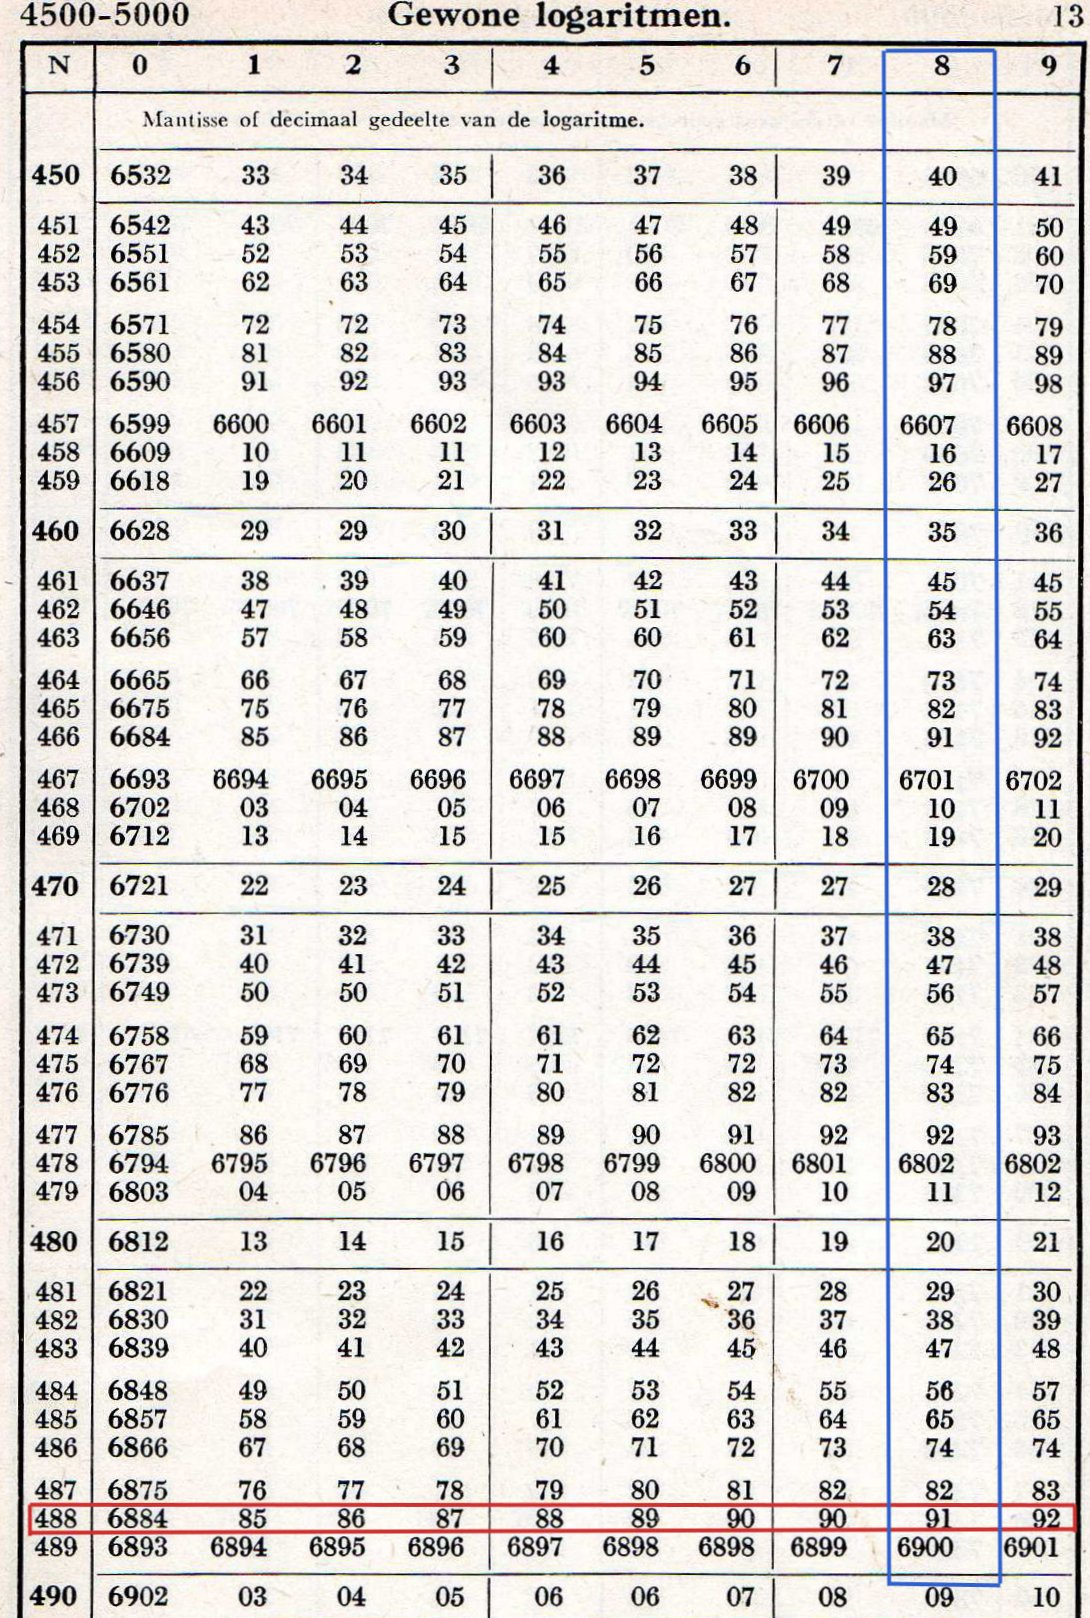 4500-5000 Gewone logaritmen. 13
N 0 1 2 3 4 5 6 7 8 9
Mantisse of decimaal gedeelte van de logaritme.
450 6532 33 34 35 36 37 38 39 40 41
451 6542 43 44 45 46 47 48 49 49 50
452 6551 52 53 54 55 56 57 58 59 60
453 6561 62 63 64 65 66 67 68 69 70
454 6571 72 72 73 74 75 76 77 78 79
455 6580 81 82 83 84 85 86 87 88 89
456 6590 91 92 93 93 94 95 96 97 98
457 6599 6600 6601 6602 6603 6604 6605 6606 6607 6608
458 6609 10 11 11 12 13 14 15 16 17
459 6618 19 20 21 22 23 24 25 26 27
460 6628 29 29 30 31 32 33 34 35 36
461 6637 38 39 40 41 42 43 44 45 45
462 6646 47 48 49 50 51 52 53 54 55
463 6656 57 58 59 60 60 61 62 63 64
464 6665 66 67 68 69 70 71 72 73 74
465 6675 75 76 77 78 79 80 81 82 83
466 6684 85 86 87 88 89 89 90 91 92
467 6693 6694 6695 6696 6697 6698 6699 6700 6701 6702
468 6702 03 04 05 06 07 08 09 10 11
469 6712 13 14 15 15 16 17 18 19 20
470 6721 22 23 24 25 26 27 27 28 29
471 6730 31 32 33 34 35 36 37 38 38
472 6739 40 41 42 43 44 45 46 47 48
473 6749 50 50 51 52 53 54 55 56 57
474 6758 59 60 61 61 62 63 64 65 66
475 6767 68 69 70 71 72 72 73 74 75
476 6776 77 78 79 80 81 82 82 83 84
477 6785 86 87 88 89 90 91 92 92 93
478 6794 6795 6796 6797 6798 6799 6800 6801 6802 6802
479 6803 04 05 06 07 08 09 10 11 12
480 6812 13 14 15 16 17 18 19 20 21
481 6821 22 23 24 25 26 27 28 29 30
482 6830 31 32 33 34 35 36 37 38 39
483 6839 40 41 42 43 44 45 46 47 48
484 6848 49 50 51 52 53 54 55 56 57
485 6857 58 59 60 61 62 63 64 65 65
486 6866 67 68 69 70 71 72 73 74 74
487 6875 76 77 78 79 80 81 82 82 83
488 6884 85 86 87 88 89 90 90 91 92
489 6893 6894 6895 6896 6897 6898 6898 6899 6900 6901
490 6902 03 04 05 06 06 07 08 09 10